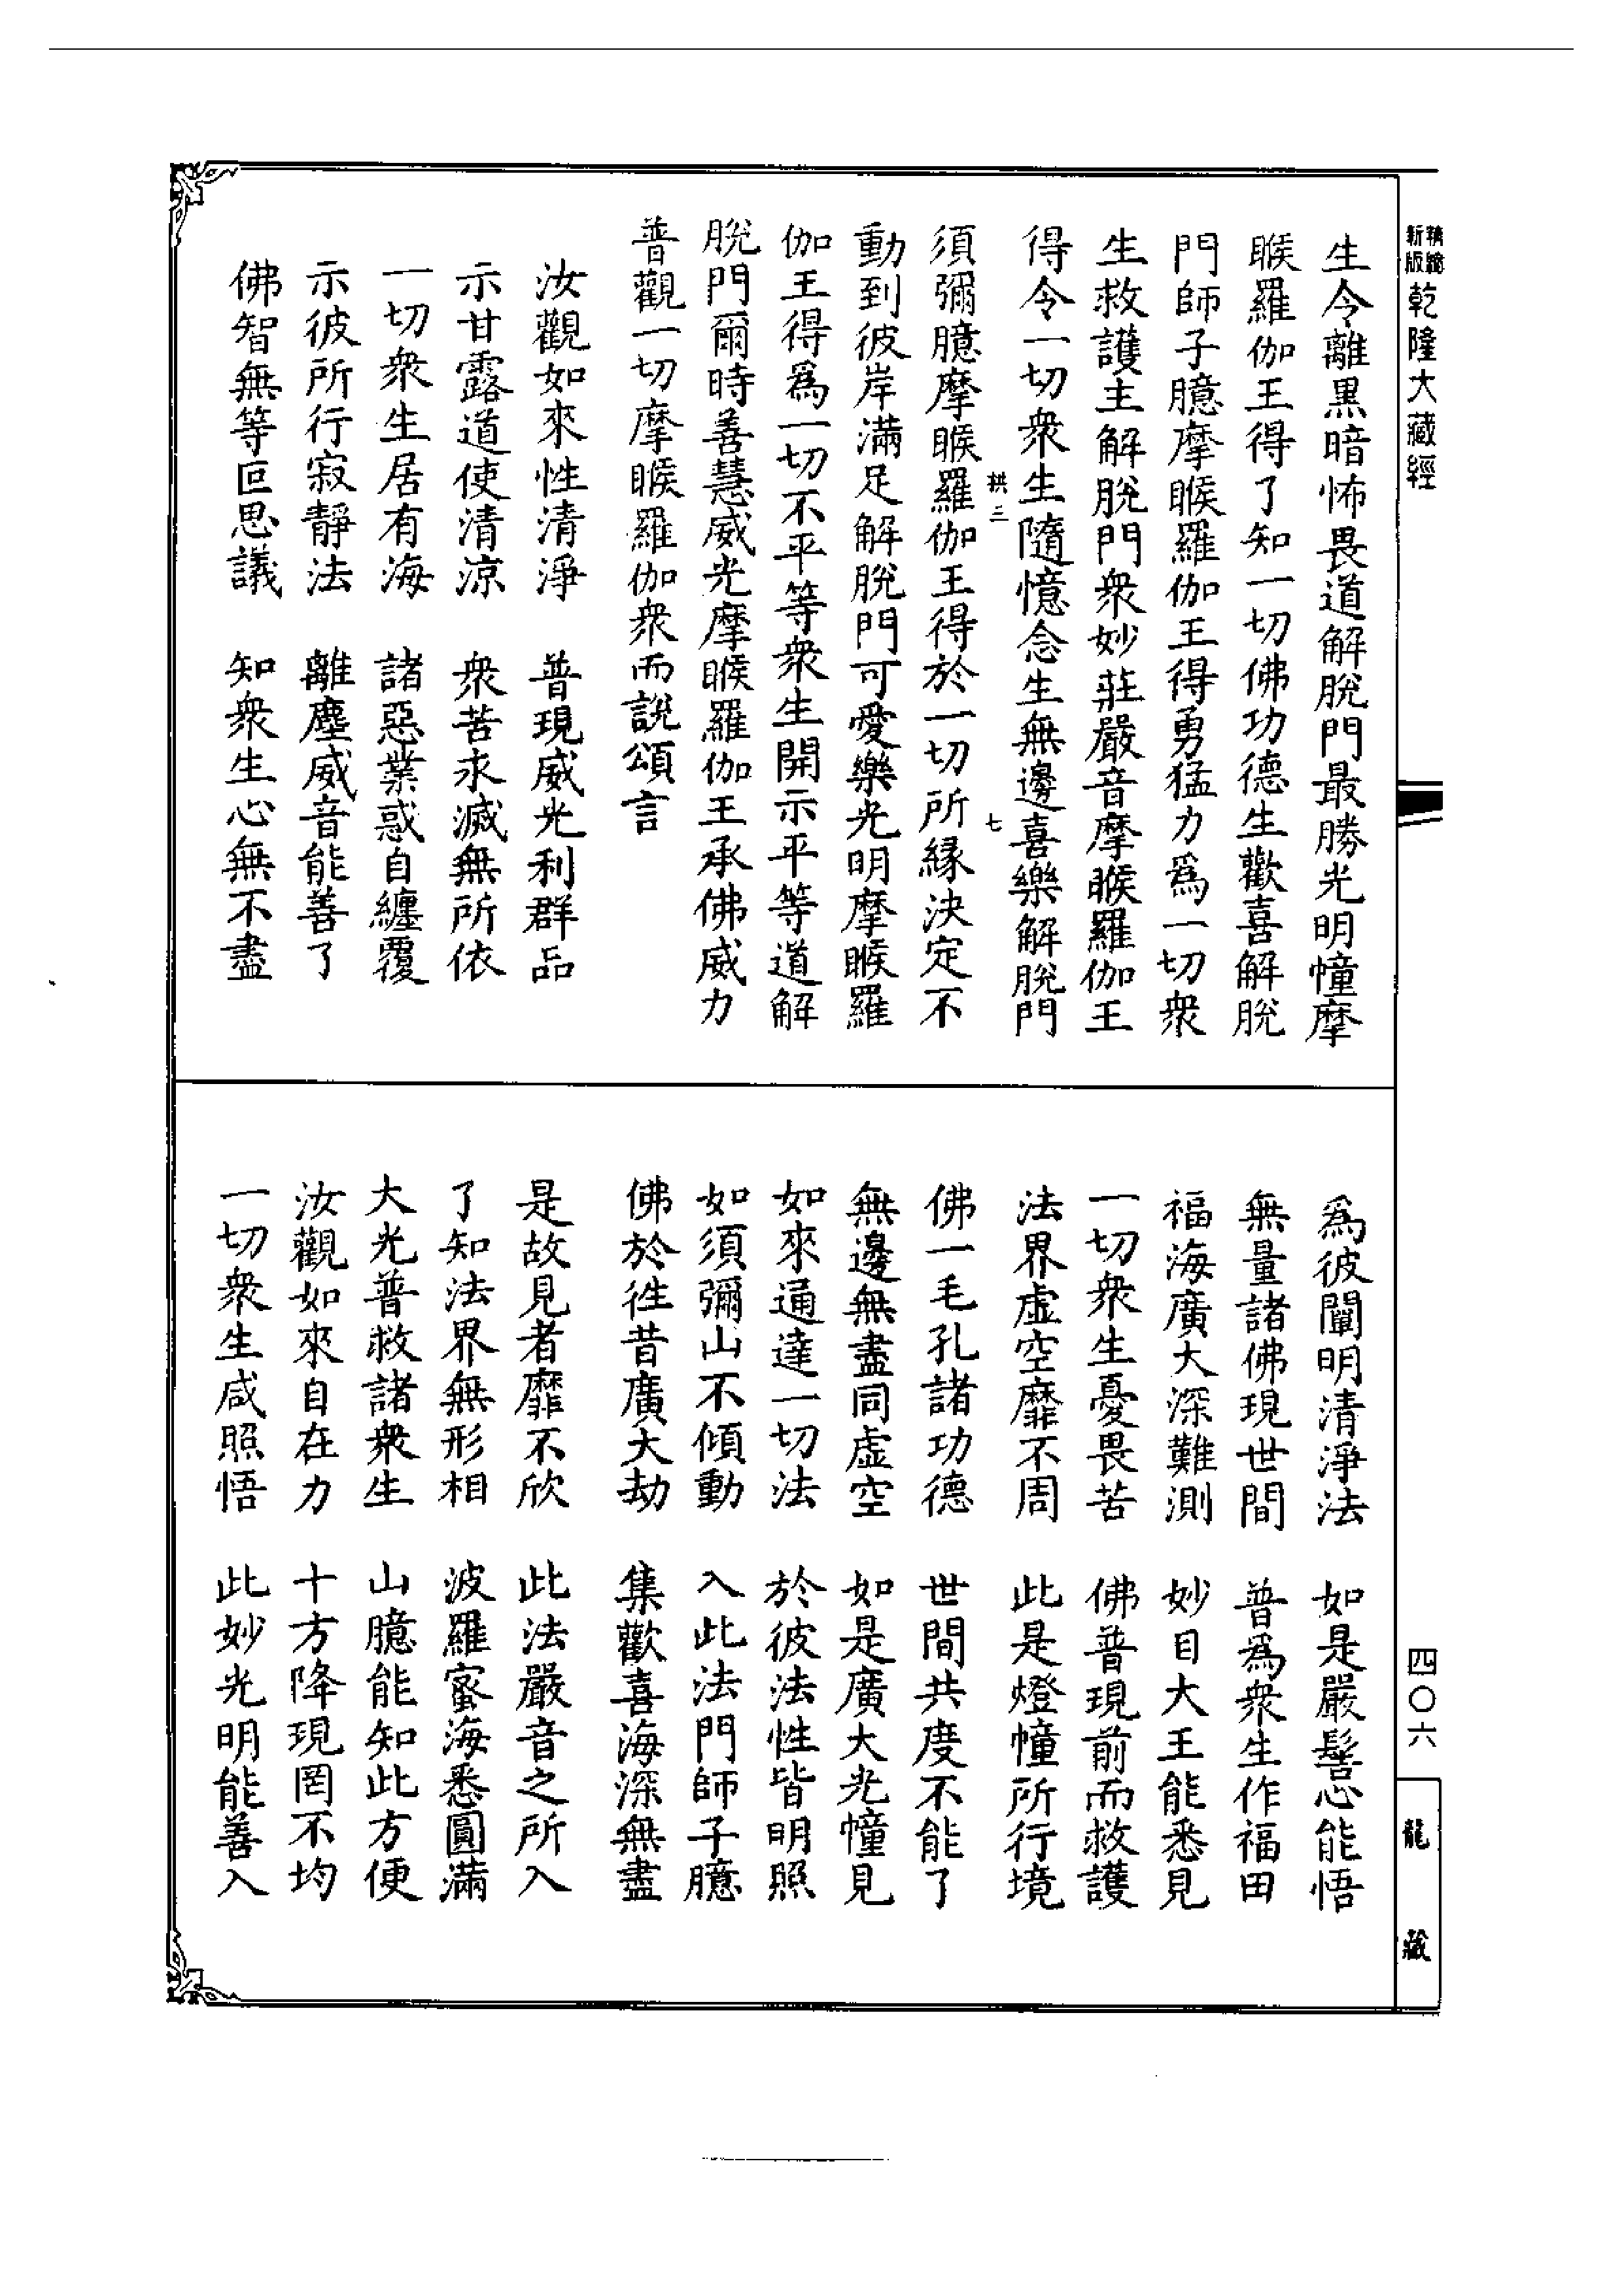 新版精縮乾隆大藏經
生令離黒暗怖畏道解脫門最勝光明幢摩
睺羅伽王得了知一切佛功德生歡喜解脫
門師子臆摩睺羅伽王得勇猛力爲一切衆
生救護主解脫門衆妙莊嚴音摩睺羅伽王
得令一切衆生隨憶念生無邊喜樂解脫門
拱三 七
須彌臆摩睺羅伽王得於一切所緣決定不
動到彼岸滿足解脫門可愛樂光明摩睺羅
伽王得爲一切不平等衆生開示平等道解
脫門爾時善慧威光摩睺羅伽王承佛威力
普觀一切摩睺羅伽衆而說頌言
汝觀如來性清淨 普現威光利群品
示甘露道使清涼 衆苦永滅無所依
一切衆生居有海 諸惡業惑自纏覆
示彼所行寂靜法 離塵威音能善了
佛智無等叵思議 知衆生心無不盡
爲彼闡明清淨法 如是嚴髻心能悟
無量諸佛現世間 普爲衆生作福田
福海廣大深難測 妙目大王能悉見
一切衆生憂畏苦 佛普現前而救護
法界虛空靡不周 此是燈幢所行境
佛一毛孔諸功德 世間共度不能了
無邊無盡同虛空 如是廣大光幢見
如來通達一切法 於彼法性皆明照
如須彌山不傾動 入此法門師子臆
佛於徃昔廣大劫 集歡喜海深無盡
是故見者靡不欣 此法嚴音之所入
了知法界無形相 波羅蜜海悉圓滿
大光普救諸衆生 山臆能知此方便
汝觀如來自在力 十方降現罔不均
一切衆生咸照悟 此妙光明能善入
四〇六
龍藏